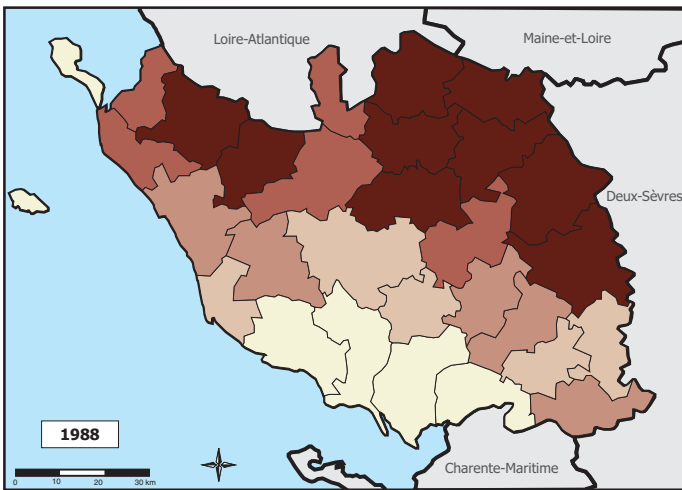 Loire-Atlantique
Maine-et-Loire
Deux-Sèvres
1988
0 10 20 30 km
Charente-Maritime